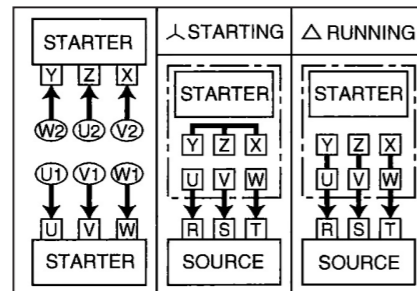 STARTER
Y Z X
W2 U2 V2
U1 V1 W1
U V W
STARTER
⅄ STARTING
STARTER
Y Z X
U V W
R S T
SOURCE
△ RUNNING
STARTER
Y Z X
U V W
R S T
SOURCE